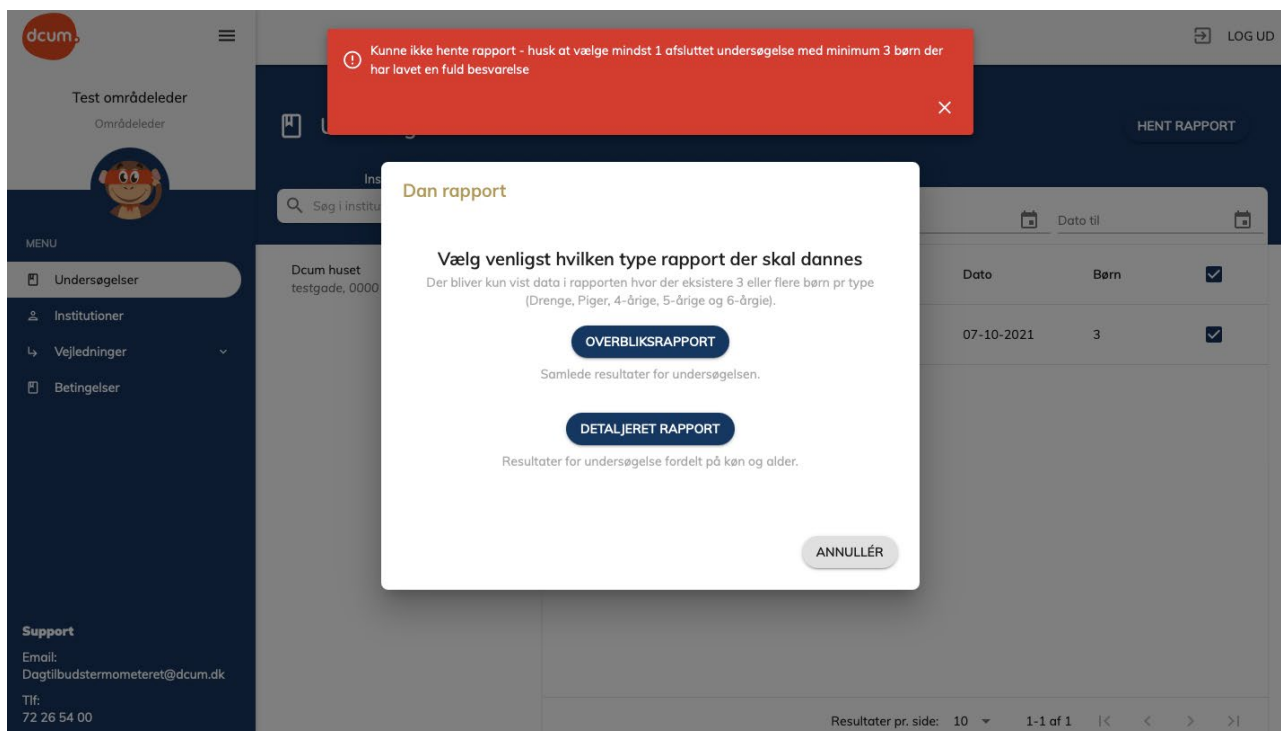 dcum.
Kunne ikke hente rapport - husk at vælge mindst 1 afsluttet undersøgelse med minimum 3 børn der
har lavet en fuld besvarelse
LOG UD
Test områdeleder
Områdeleder
HENT RAPPORT
Dan rapport
Ins
Søg i institu
Dato til
MENU
Undersøgelser
Institutioner
Vejledninger
Betingelser
Dcum huset
testgade, 0000
Vælg venligst hvilken type rapport der skal dannes
Der bliver kun vist data i rapporten hvor der eksistere 3 eller flere børn pr type
(Drenge, Piger, 4-årige, 5-årige og 6-årgie).
OVERBLIKSRAPPORT
Samlede resultater for undersøgelsen.
DETALJERET RAPPORT
Resultater for undersøgelse fordelt på køn og alder.
ANNULLÉR
Dato Børn
07-10-2021 3
Support
Email:
Dagtilbudstermometeret@dcum.dk
Tlf:
72 26 54 00
Resultater pr. side: 10 1-1 af 1